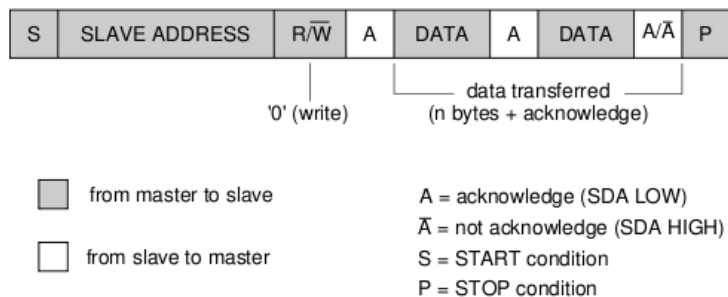 S SLAVE ADDRESS R/W̅ A DATA A DATA A/A̅ P
data transferred
'0' (write) (n bytes + acknowledge)
from master to slave
from slave to master
A = acknowledge (SDA LOW)
A̅ = not acknowledge (SDA HIGH)
S = START condition
P = STOP condition